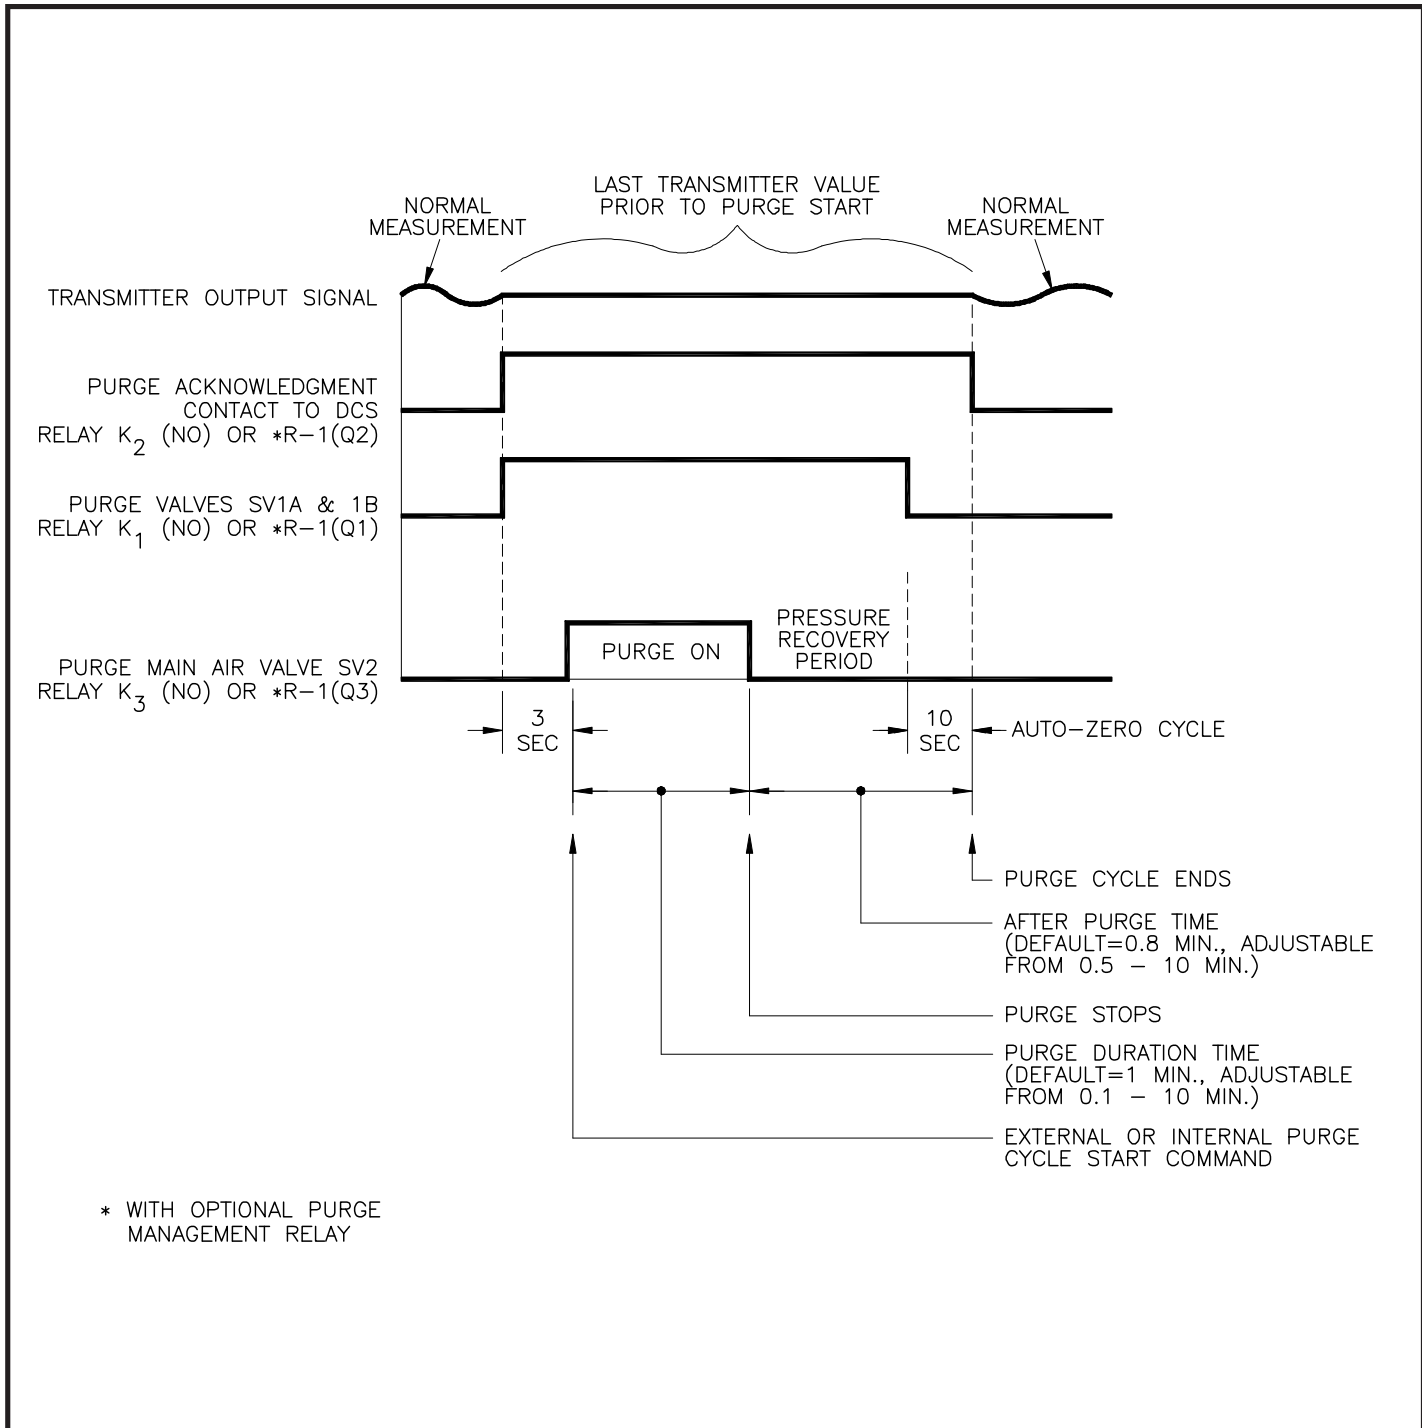 LAST TRANSMITTER VALUE
PRIOR TO PURGE START
NORMAL
MEASUREMENT
NORMAL
MEASUREMENT
TRANSMITTER OUTPUT SIGNAL
PURGE ACKNOWLEDGMENT
CONTACT TO DCS
RELAY K2 (NO) OR *R-1(Q2)
PURGE VALVES SV1A & 1B
RELAY K1 (NO) OR *R-1(Q1)
PURGE ON
PRESSURE
RECOVERY
PERIOD
PURGE MAIN AIR VALVE SV2
RELAY K3 (NO) OR *R-1(Q3)
3
SEC
10
SEC
AUTO-ZERO CYCLE
PURGE CYCLE ENDS
AFTER PURGE TIME
(DEFAULT=0.8 MIN., ADJUSTABLE
FROM 0.5 - 10 MIN.)
PURGE STOPS
PURGE DURATION TIME
(DEFAULT=1 MIN., ADJUSTABLE
FROM 0.1 - 10 MIN.)
EXTERNAL OR INTERNAL PURGE
CYCLE START COMMAND
* WITH OPTIONAL PURGE
MANAGEMENT RELAY